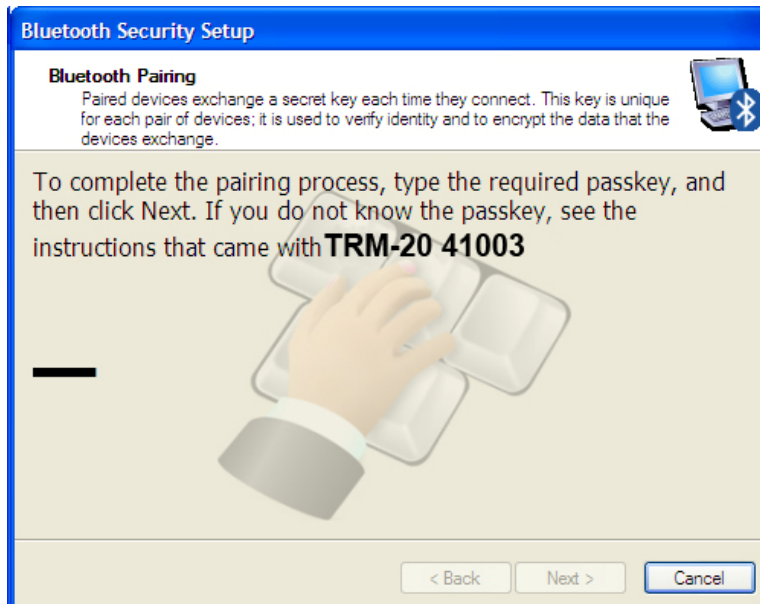 Bluetooth Security Setup
Bluetooth Pairing
Paired devices exchange a secret key each time they connect. This key is unique
for each pair of devices; it is used to verify identity and to encrypt the data that the
devices exchange.
To complete the pairing process, type the required passkey, and
then click Next. If you do not know the passkey, see the
instructions that came with TRM-20 41003
< Back Next > Cancel